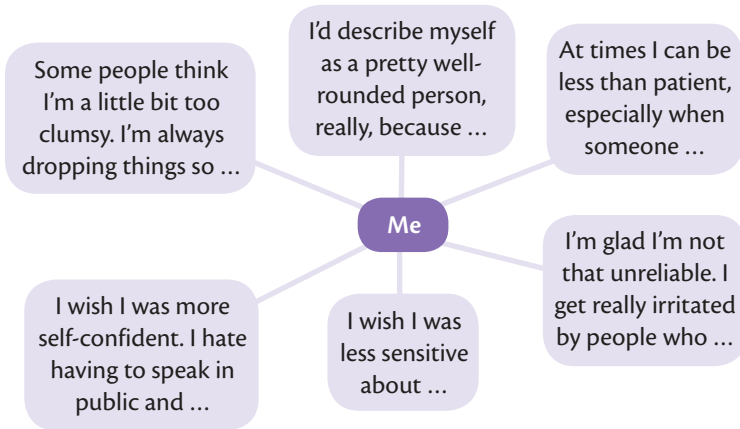 Some people think
I’m a little bit too
clumsy. I’m always
dropping things so …
I’d describe myself
as a pretty well-
rounded person,
really, because …
At times I can be
less than patient,
especially when
someone …
Me
I wish I was more
self-confident. I hate
having to speak in
public and …
I wish I was
less sensitive
about …
I’m glad I’m not
that unreliable. I
get really irritated
by people who …